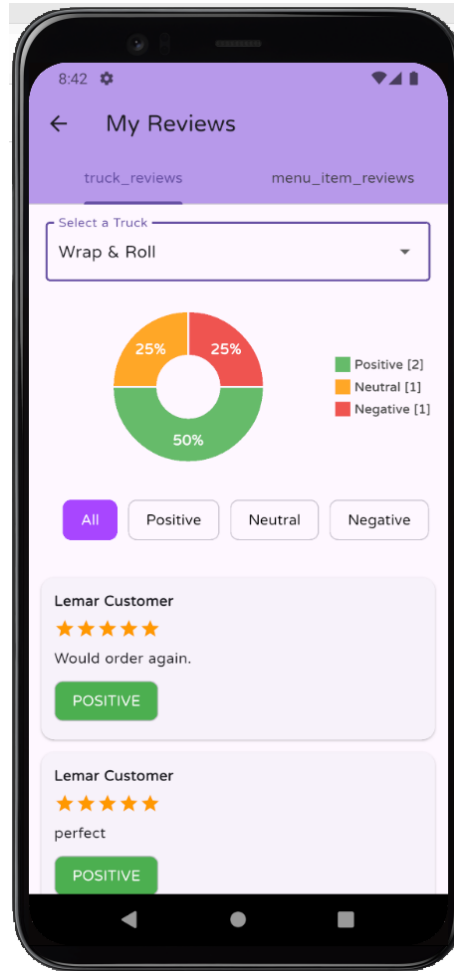 8:42
My Reviews
truck_reviews menu_item_reviews
Select a Truck
Wrap & Roll
25% 25%
50%
Positive [2]
Neutral [1]
Negative [1]
All Positive Neutral Negative
Lemar Customer
Would order again.
POSITIVE
Lemar Customer
perfect
POSITIVE